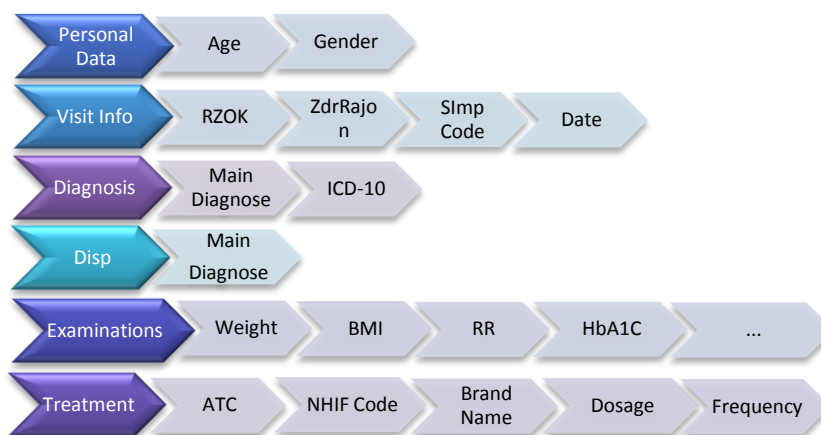 Personal
Data
Age
Gender
Visit Info
RZOK
ZdrRajo
n
SImp
Code
Date
Diagnosis
Main
Diagnose
ICD-10
Disp
Main
Diagnose
Examinations
Weight
BMI
RR
HbA1C
...
Treatment
ATC
NHIF Code
Brand
Name
Dosage
Frequency